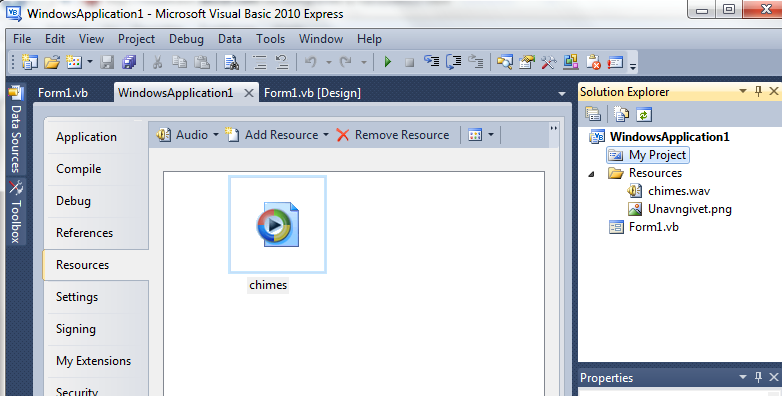 WindowsApplication1 - Microsoft Visual Basic 2010 Express
File Edit View Project Debug Data Tools Window Help
Form1.vb WindowsApplication1 Form1.vb [Design]
Data Sources
Toolbox
Application
Compile
Debug
References
Resources
Settings
Signing
My Extensions
Security
Audio Add Resource Remove Resource
chimes
Solution Explorer
WindowsApplication1
My Project
Resources
chimes.wav
Unavngivet.png
Form1.vb
Properties